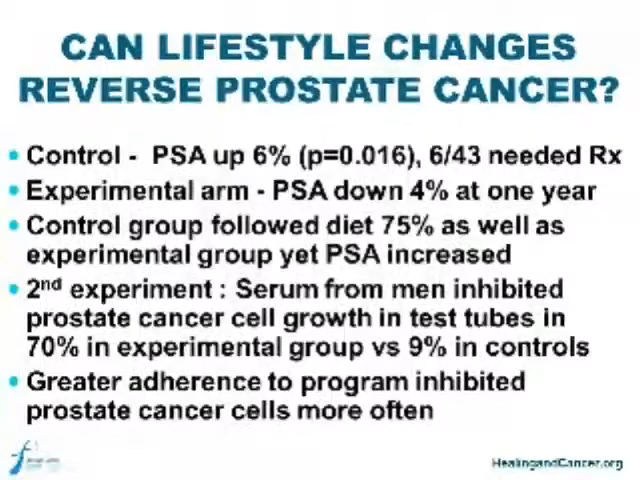 CAN LIFESTYLE CHANGES
REVERSE PROSTATE CANCER?
• Control - PSA up 6% (p=0.016), 6/43 needed Rx
• Experimental arm - PSA down 4% at one year
• Control group followed diet 75% as well as
experimental group yet PSA increased
• 2nd experiment : Serum from men inhibited
prostate cancer cell growth in test tubes in
70% in experimental group vs 9% in controls
• Greater adherence to program inhibited
prostate cancer cells more often
HealingandCancer.org